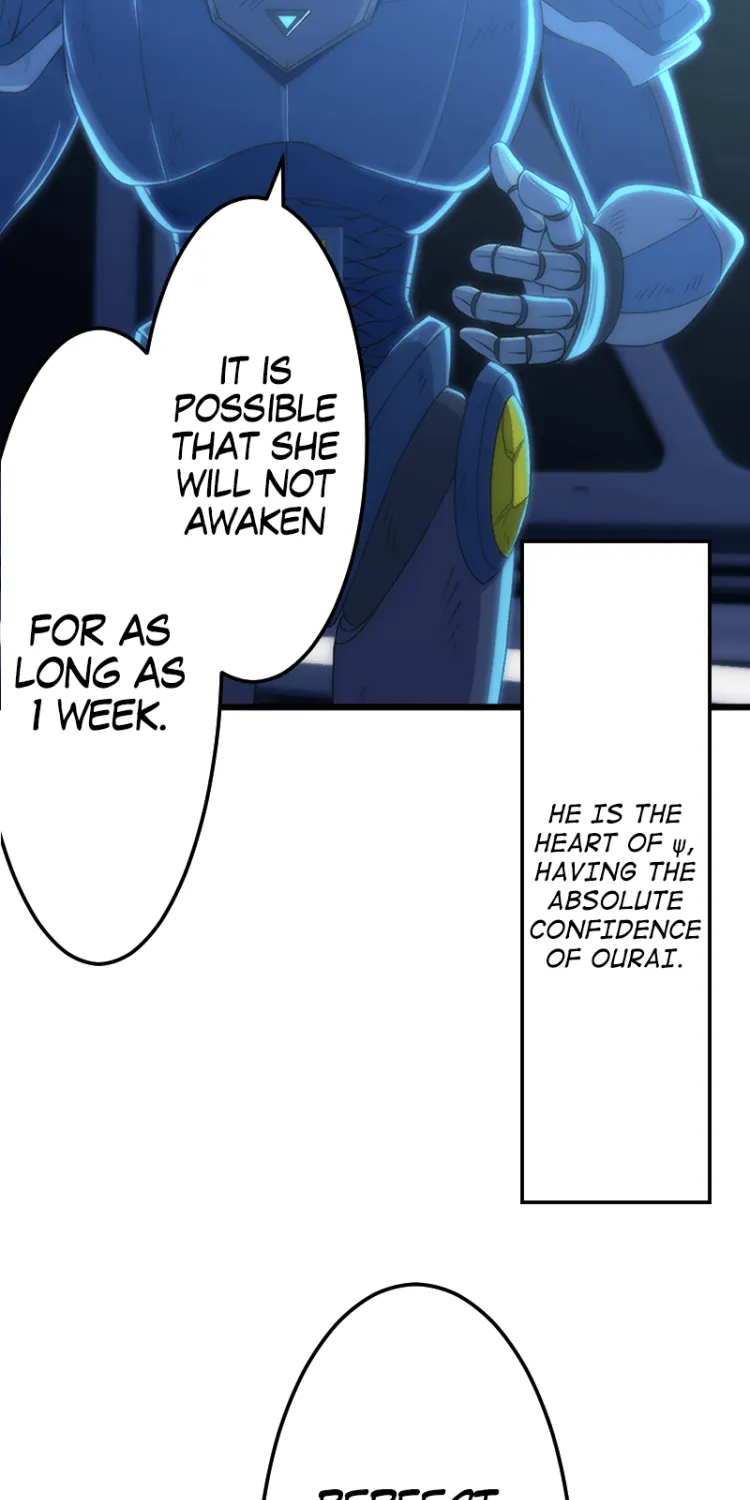 IT IS
POSSIBLE
THAT SHE
WILL NOT
AWAKEN
FOR AS
LONG AS
1 WEEK.
HE IS THE
HEART OF ψ,
HAVING THE
ABSOLUTE
CONFIDENCE
OF OURAI.
PERFECT